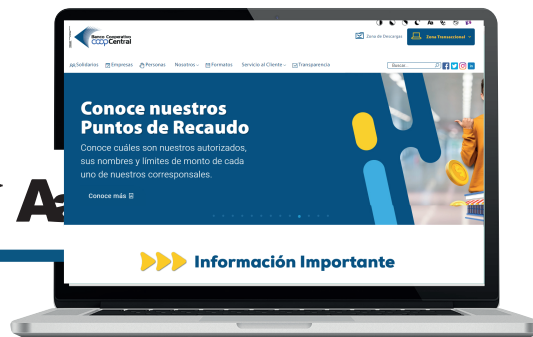 Aa
Banco Cooperativo
COOPCentral
Zona de Descargas
Zona Transaccional
Solidarios Empresas Personas Nosotros Formatos Servicio al Cliente Transparencia
Buscar...
Conoce nuestros
Puntos de Recaudo
Conoce cuáles son nuestros autorizados,
sus nombres y límites de monto de cada
uno de nuestros corresponsales.
Conoce más
Aa
Información Importante